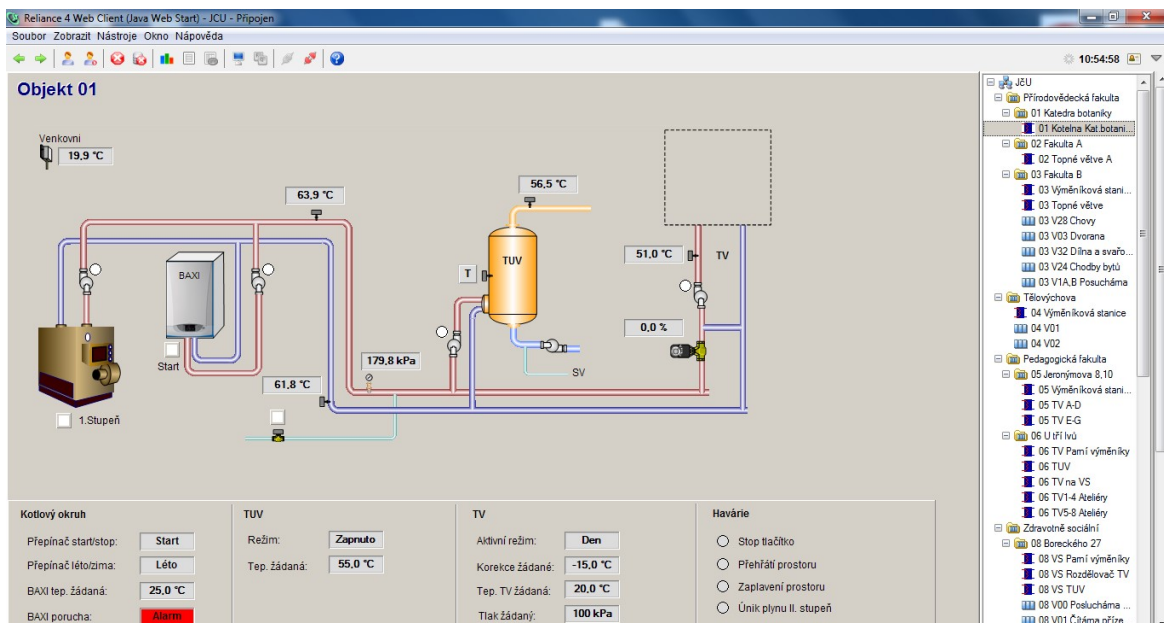 Reliance 4 Web Client (Java Web Start) - JCU - Připojen
Soubor Zobrazit Nástroje Okno Nápověda
10:54:58
Objekt 01
Venkovni
19,9 °C
63,9 °C
56,5 °C
BAXI
Start
1.Stupeň
TUV
T
SV
179,8 kPa
61,8 °C
51,0 °C
TV
0,0 %
Kotlový okruh
Přepínač start/stop: Start
Přepínač léto/zima: Léto
BAXI tep. žádaná: 25,0 °C
BAXI porucha: Alarm
TUV
Režim: Zapnuto
Tep. žádaná: 55,0 °C
TV
Aktivní režim: Den
Korekce žádané: -15,0 °C
Tep. TV žádaná: 20,0 °C
Tlak žádaný: 100 kPa
Havárie
Stop tlačítko
Přehřátí prostoru
Zaplavení prostoru
Únik plynu II. stupeň
JčU
Přírodovědecká fakulta
01 Katedra botaniky
01 Kotelna Kat.botani...
02 Fakulta A
02 Topné větve A
03 Fakulta B
03 Výměníková stani...
03 Topné větve
03 V28 Chovy
03 V03 Dvorana
03 V32 Dílna a svařo...
03 V24 Chodby bytů
03 V1A,B Posuchárna
Tělovýchova
04 Výměníková stanice
04 V01
04 V02
Pedagogická fakulta
05 Jeronýmova 8,10
05 Výměníková stani...
05 TV A-D
05 TV E-G
06 U tří lvů
06 TV Parní výměníky
06 TUV
06 TV na VS
06 TV1-4 Ateliéry
06 TV5-8 Ateliéry
Zdravotně sociální
08 Boreckého 27
08 VS Parní výměníky
08 VS Rozdělovač TV
08 VS TUV
08 V00 Poslucháma ...
08 V01 Čítárna příze...